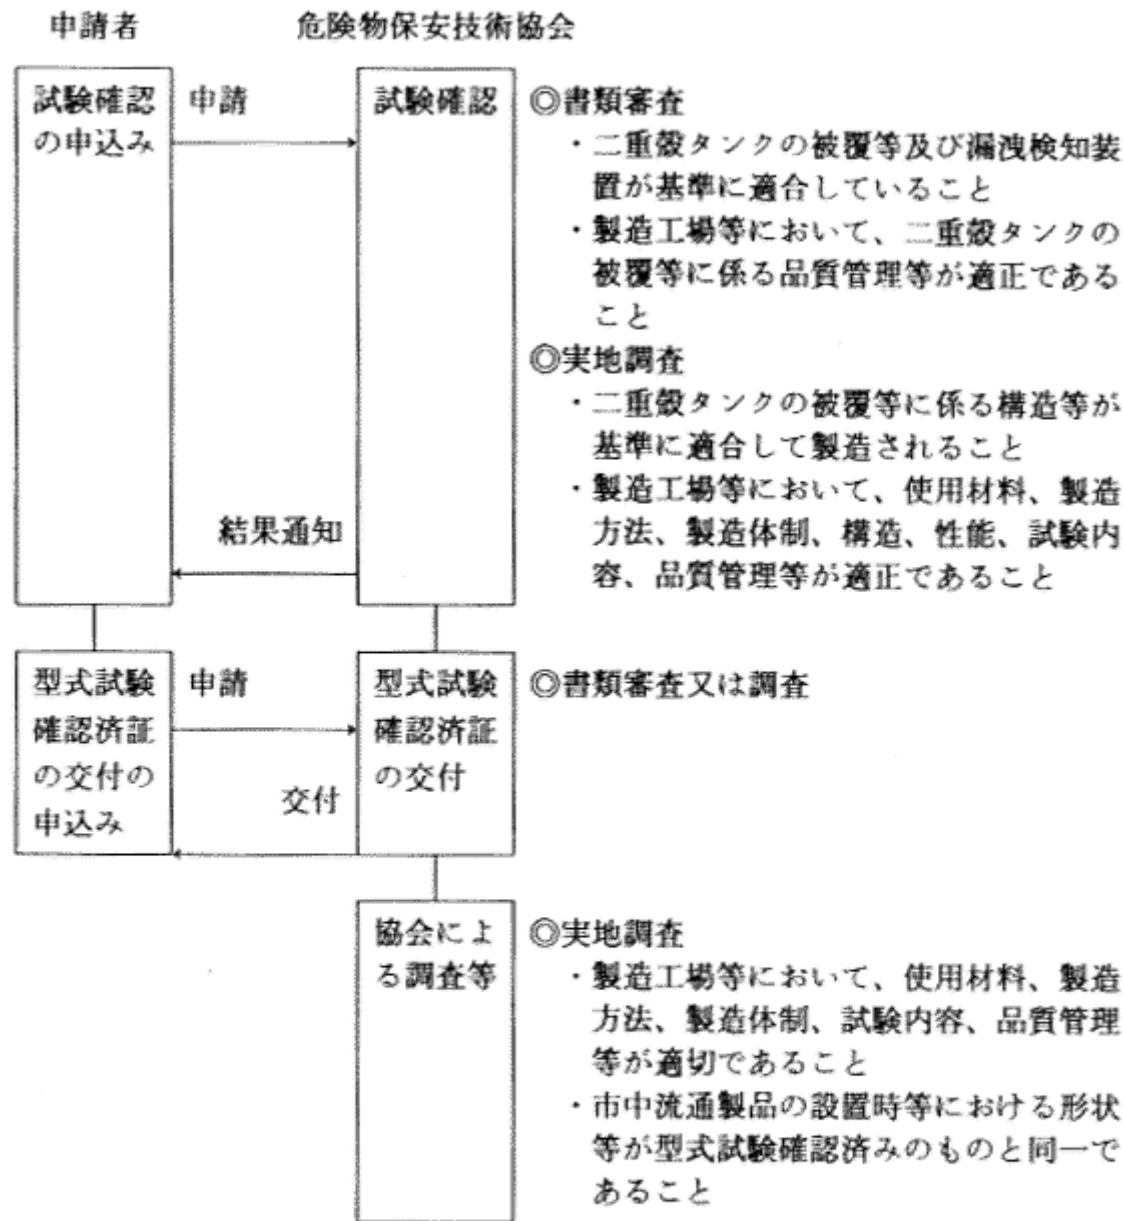 申請者
危険物保安技術協会
試験確認
の申込み
申請
試験確認
◎書類審査
・二重殻タンクの被覆等及び漏洩検知装
置が基準に適合していること
・製造工場等において、二重殻タンクの
被覆等に係る品質管理等が適正である
こと
◎実地調査
・二重殻タンクの被覆等に係る構造等が
基準に適合して製造されること
・製造工場等において、使用材料、製造
方法、製造体制、構造、性能、試験内
容、品質管理等が適正であること
結果通知
型式試験
確認済証
の交付の
申込み
申請
交付
型式試験
確認済証
の交付
◎書類審査又は調査
協会によ
る調査等
◎実地調査
・製造工場等において、使用材料、製造
方法、製造体制、試験内容、品質管理
等が適切であること
・市中流通製品の設置時等における形状
等が型式試験確認済みのものと同一で
あること